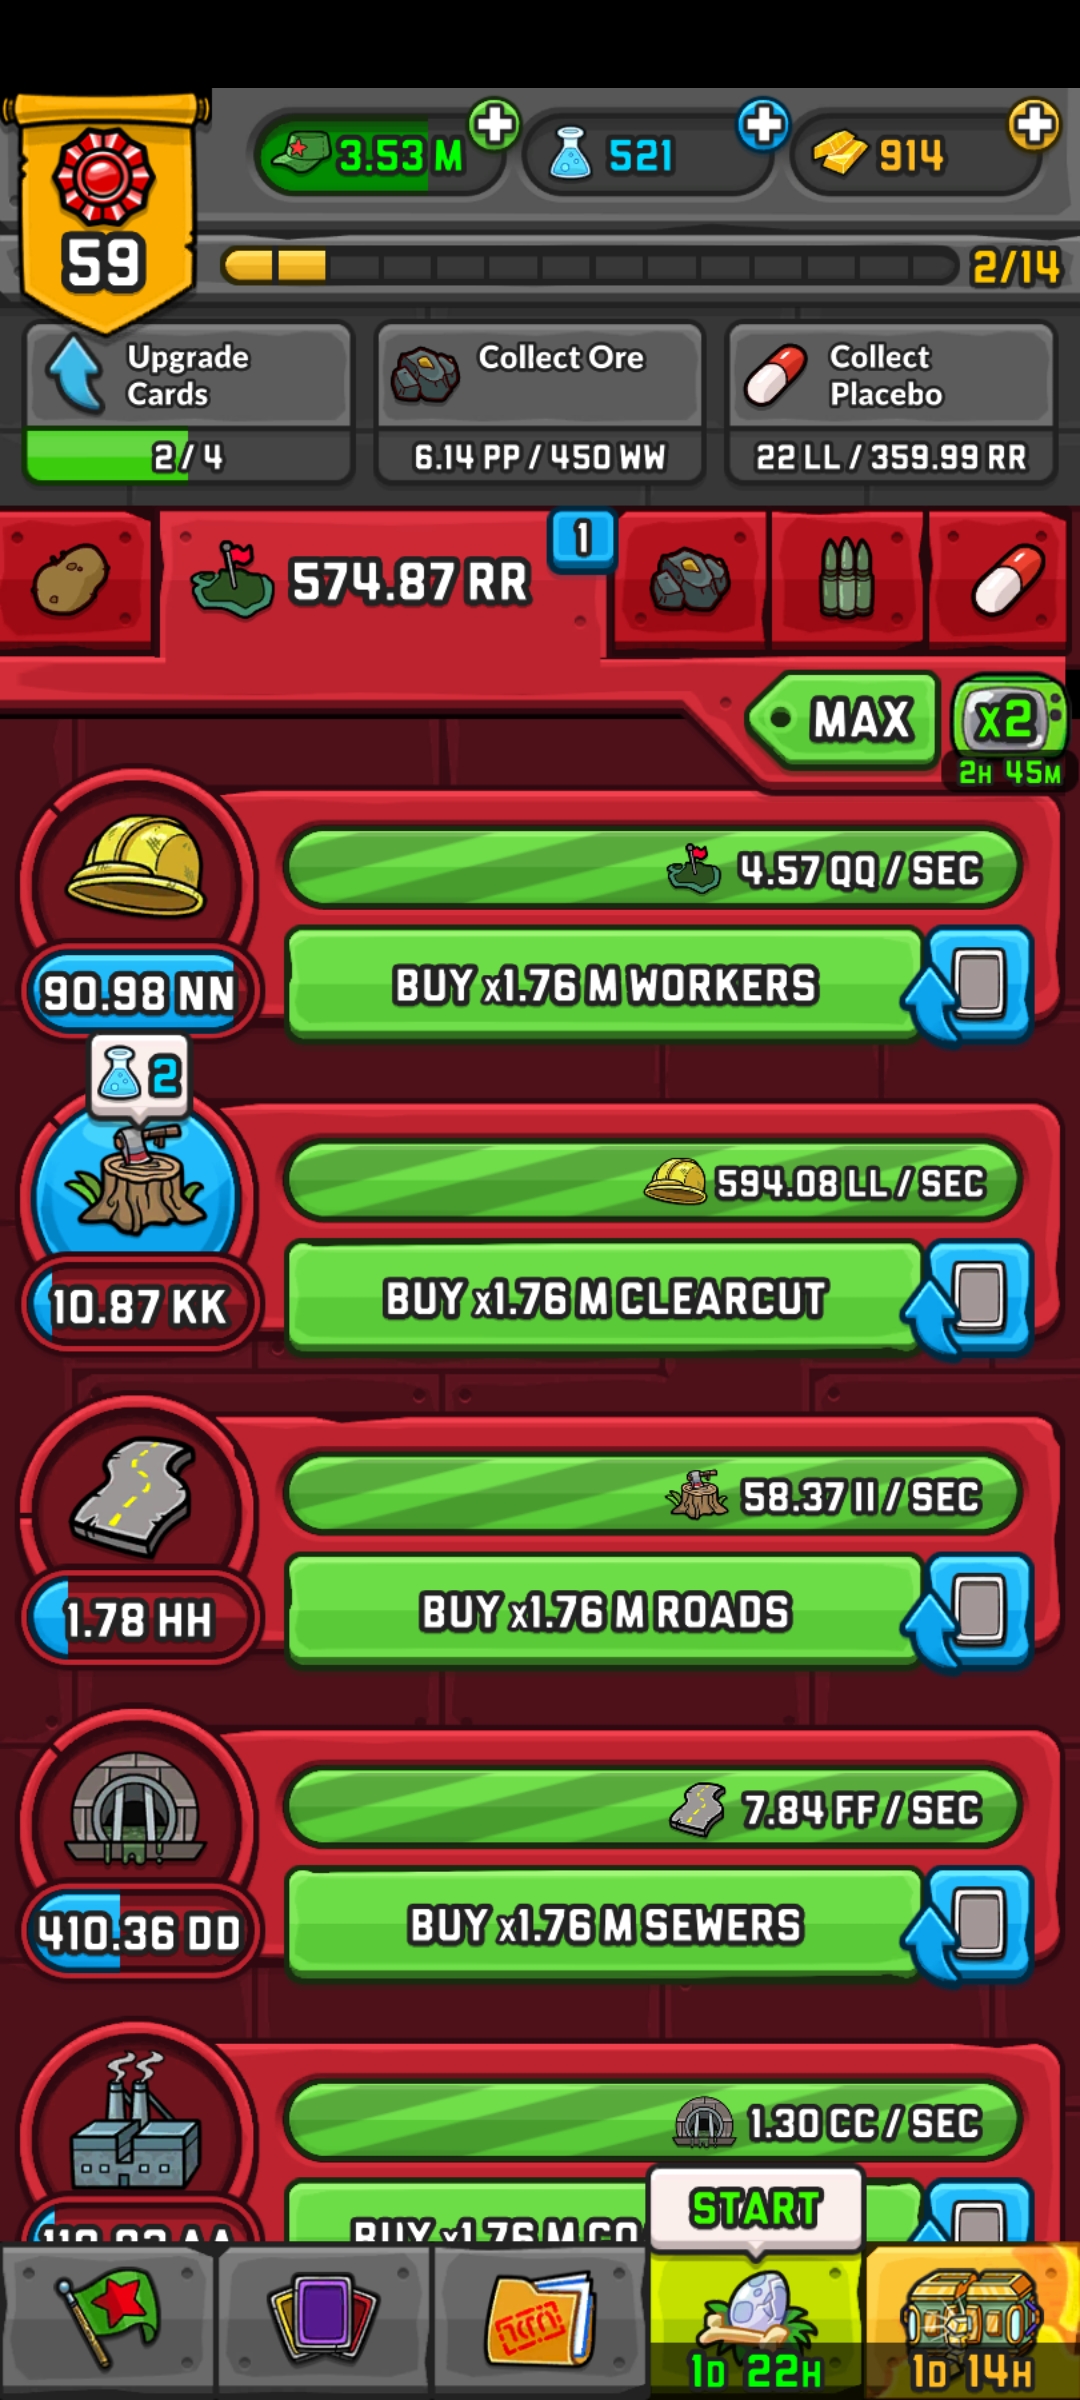 3.53 M
521
914
59
2/14
Upgrade
Cards
2/4
Collect Ore
6.14 PP / 450 WW
Collect
Placebo
22 LL / 359.99 RR
574.87 RR
1
MAX
x2
2H 45M
4.57 QQ / SEC
BUY x1.76 M WORKERS
90.98 NN
2
594.08 LL / SEC
BUY x1.76 M CLEARCUT
10.87 KK
58.37 II / SEC
BUY x1.76 M ROADS
1.78 HH
7.84 FF / SEC
BUY x1.76 M SEWERS
410.36 DD
1.30 CC / SEC
BUY x1.76 M CO
START
1D 22H
1D 14H